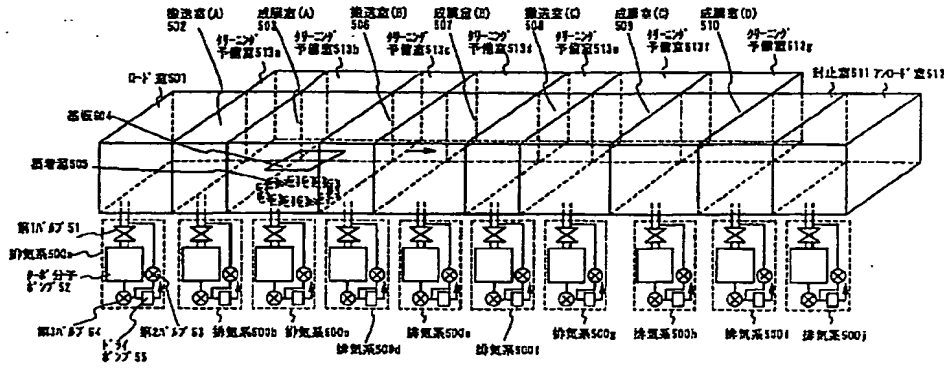 搬送室(A)
502
成膜室(A)
503
搬送室(B)
506
成膜室(B)
507
搬送室(C)
508
成膜室(C)
509
成膜室(D)
510
クリーニング
予備室513a
クリーニング
予備室513b
クリーニング
予備室513c
クリーニング
予備室513d
クリーニング
予備室513e
クリーニング
予備室513f
クリーニング
予備室513g
ロード室501
封止室511
アンロード室512
基板504
蒸着室505
第1バルブ51
排気系500a
ターボ分子
ポンプ52
第3バルブ54
ドライ
ポンプ55
第2バルブ53
排気系500b
排気系500c
排気系500d
排気系500e
排気系500f
排気系500g
排気系500h
排気系500i
排気系500j